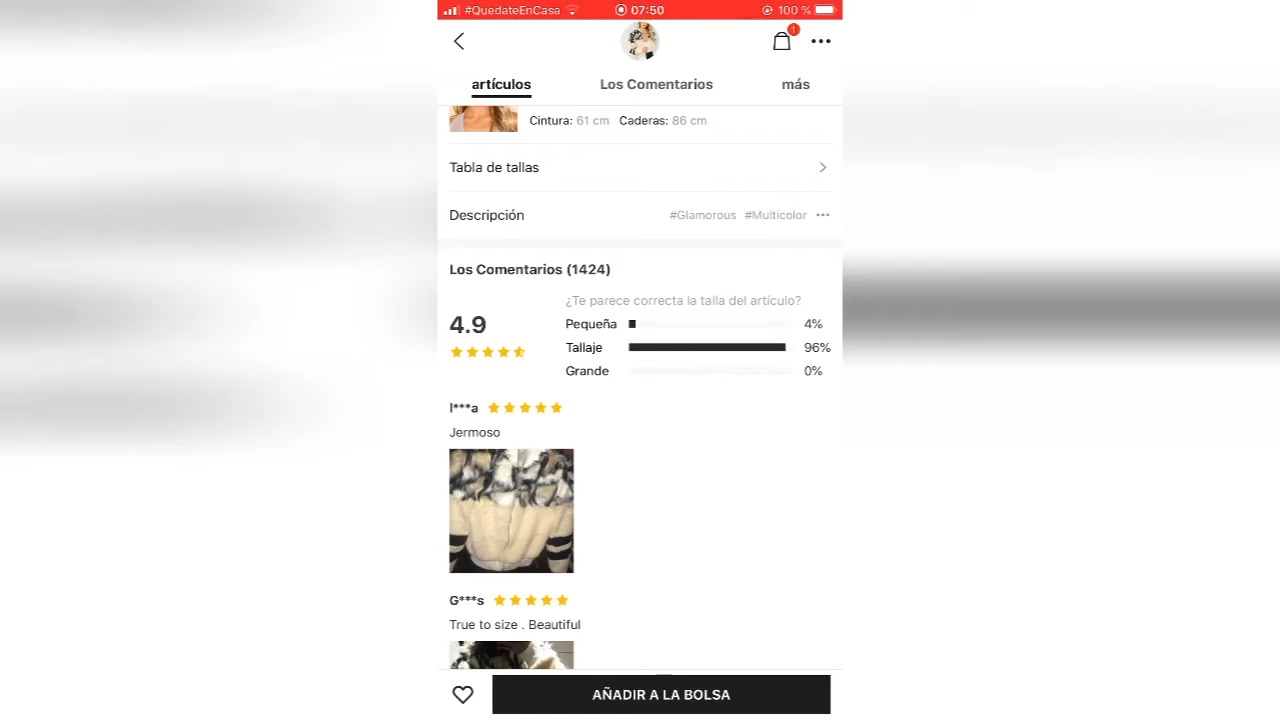 #QuedateEnCasa 07:50 100 %
1
artículos Los Comentarios más
Cintura: 61 cm Caderas: 86 cm
Tabla de tallas
Descripción #Glamorous #Multicolor
Los Comentarios (1424)
¿Te parece correcta la talla del artículo?
4.9
Pequeña 4%
Tallaje 96%
Grande 0%
l***a
Jermoso
G***s
True to size . Beautiful
AÑADIR A LA BOLSA